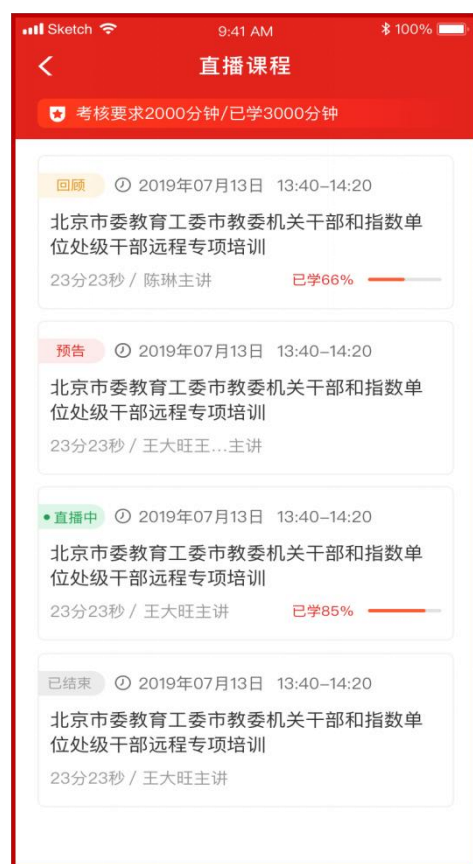 Sketch 9:41 AM 100%
直播课程
考核要求2000分钟/已学3000分钟
回顾 2019年07月13日 13:40-14:20
北京市委教育工委市教委机关干部和指数单
位处级干部远程专项培训
23分23秒 / 陈琳主讲 已学66%
预告 2019年07月13日 13:40-14:20
北京市委教育工委市教委机关干部和指数单
位处级干部远程专项培训
23分23秒 / 王大旺王...主讲
直播中 2019年07月13日 13:40-14:20
北京市委教育工委市教委机关干部和指数单
位处级干部远程专项培训
23分23秒 / 王大旺主讲 已学85%
已结束 2019年07月13日 13:40-14:20
北京市委教育工委市教委机关干部和指数单
位处级干部远程专项培训
23分23秒 / 王大旺主讲